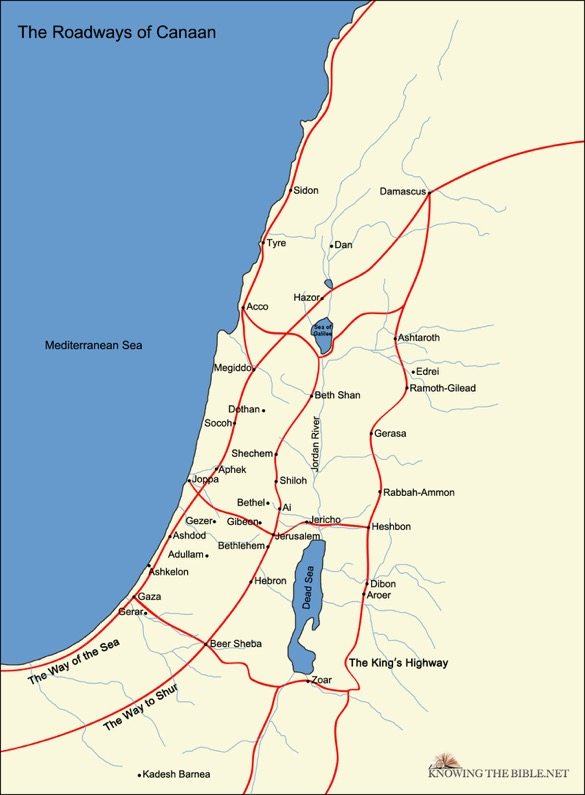 The Roadways of Canaan
Sidon
Damascus
Tyre
Dan
Hazor
Acco
Sea of
Galilee
Mediterranean Sea
Ashtaroth
Megiddo
Edrei
Ramoth-Gilead
Beth Shan
Dothan
Socoh
Jordan River
Gerasa
Shechem
Aphek
Joppa
Shiloh
Rabbah-Ammon
Bethel
Ai
Gezer
Gibeon
Jericho
Heshbon
Ashdod
Jerusalem
Bethlehem
Adullam
Ashkelon
Hebron
Dead Sea
Dibon
Aroer
Gaza
Gerar
Beer Sheba
The Way of the Sea
The King's Highway
Zoar
The Way to Shur
Kadesh Barnea
KNOWING THE BIBLE.NET